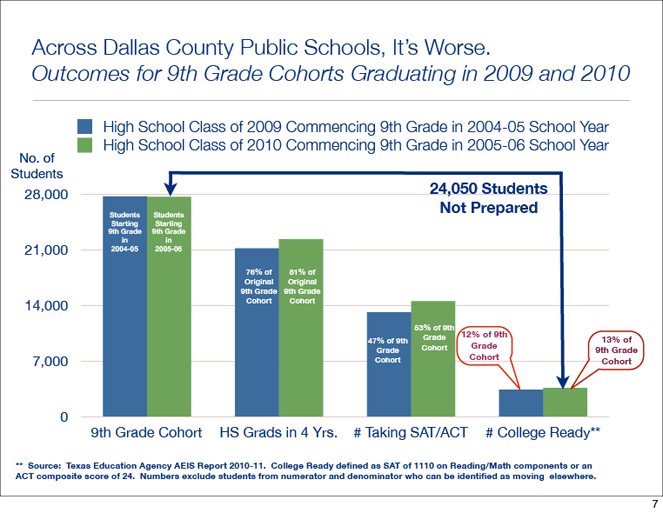 Across Dallas County Public Schools, It's Worse.
Outcomes for 9th Grade Cohorts Graduating in 2009 and 2010
High School Class of 2009 Commencing 9th Grade in 2004-05 School Year
High School Class of 2010 Commencing 9th Grade in 2005-06 School Year
No. of
Students
28,000
21,000
14,000
7,000
0
24,050 Students
Not Prepared
Students
Starting
9th Grade
in
2004-05
Students
Starting
9th Grade
in
2005-06
76% of
Original
9th Grade
Cohort
81% of
Original
9th Grade
Cohort
47% of 9th
Grade
Cohort
53% of 9th
Grade
Cohort
12% of 9th
Grade
Cohort
13% of
9th Grade
Cohort
9th Grade Cohort
HS Grads in 4 Yrs.
# Taking SAT/ACT
# College Ready**
** Source: Texas Education Agency AEIS Report 2010-11. College Ready defined as SAT of 1110 on Reading/Math components or an
ACT composite score of 24. Numbers exclude students from numerator and denominator who can be identified as moving elsewhere.
7